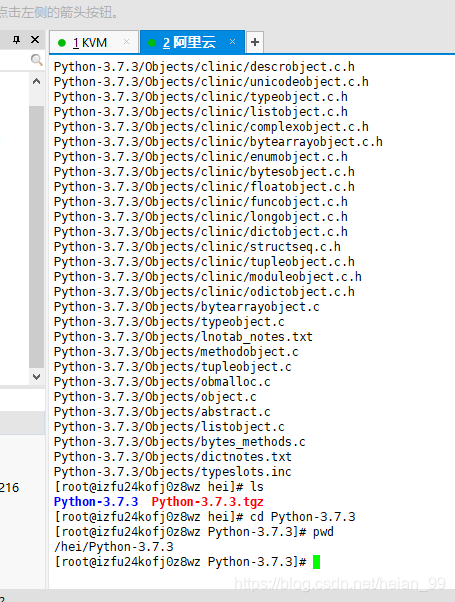 点击左侧的箭头按钮。
1 KVM
2 阿里云
Python-3.7.3/Objects/clinic/descrobject.c.h
Python-3.7.3/Objects/clinic/unicodeobject.c.h
Python-3.7.3/Objects/clinic/typeobject.c.h
Python-3.7.3/Objects/clinic/listobject.c.h
Python-3.7.3/Objects/clinic/complexobject.c.h
Python-3.7.3/Objects/clinic/bytearrayobject.c.h
Python-3.7.3/Objects/clinic/enumobject.c.h
Python-3.7.3/Objects/clinic/bytesobject.c.h
Python-3.7.3/Objects/clinic/floatobject.c.h
Python-3.7.3/Objects/clinic/funcobject.c.h
Python-3.7.3/Objects/clinic/longobject.c.h
Python-3.7.3/Objects/clinic/dictobject.c.h
Python-3.7.3/Objects/clinic/structseq.c.h
Python-3.7.3/Objects/clinic/tupleobject.c.h
Python-3.7.3/Objects/clinic/moduleobject.c.h
Python-3.7.3/Objects/clinic/odictobject.c.h
Python-3.7.3/Objects/bytearrayobject.c
Python-3.7.3/Objects/typeobject.c
Python-3.7.3/Objects/lnotab_notes.txt
Python-3.7.3/Objects/methodobject.c
Python-3.7.3/Objects/tupleobject.c
Python-3.7.3/Objects/obmalloc.c
Python-3.7.3/Objects/object.c
Python-3.7.3/Objects/abstract.c
Python-3.7.3/Objects/listobject.c
Python-3.7.3/Objects/bytes_methods.c
Python-3.7.3/Objects/dictnotes.txt
Python-3.7.3/Objects/typeslots.inc
216
[root@izfu24kofj0z8wz hei]# ls
Python-3.7.3  Python-3.7.3.tgz
[root@izfu24kofj0z8wz hei]# cd Python-3.7.3
[root@izfu24kofj0z8wz Python-3.7.3]# pwd
/hei/Python-3.7.3
[root@izfu24kofj0z8wz Python-3.7.3]#
https://blog.csdn.net/haian_99